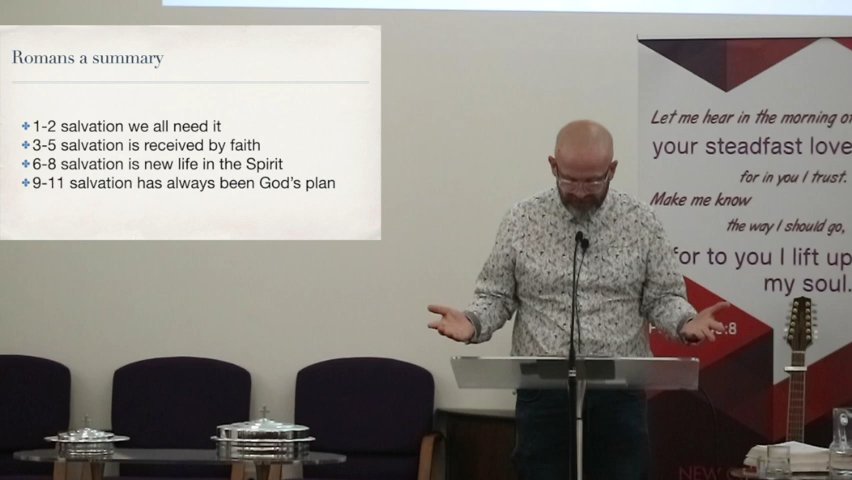 Romans a summary
1-2 salvation we all need it
3-5 salvation is received by faith
6-8 salvation is new life in the Spirit
9-11 salvation has always been God's plan
Let me hear in the morning of
your steadfast love
for in you I trust.
Make me know
the way I should go,
for to you I lift up
my soul.
:8
NEW